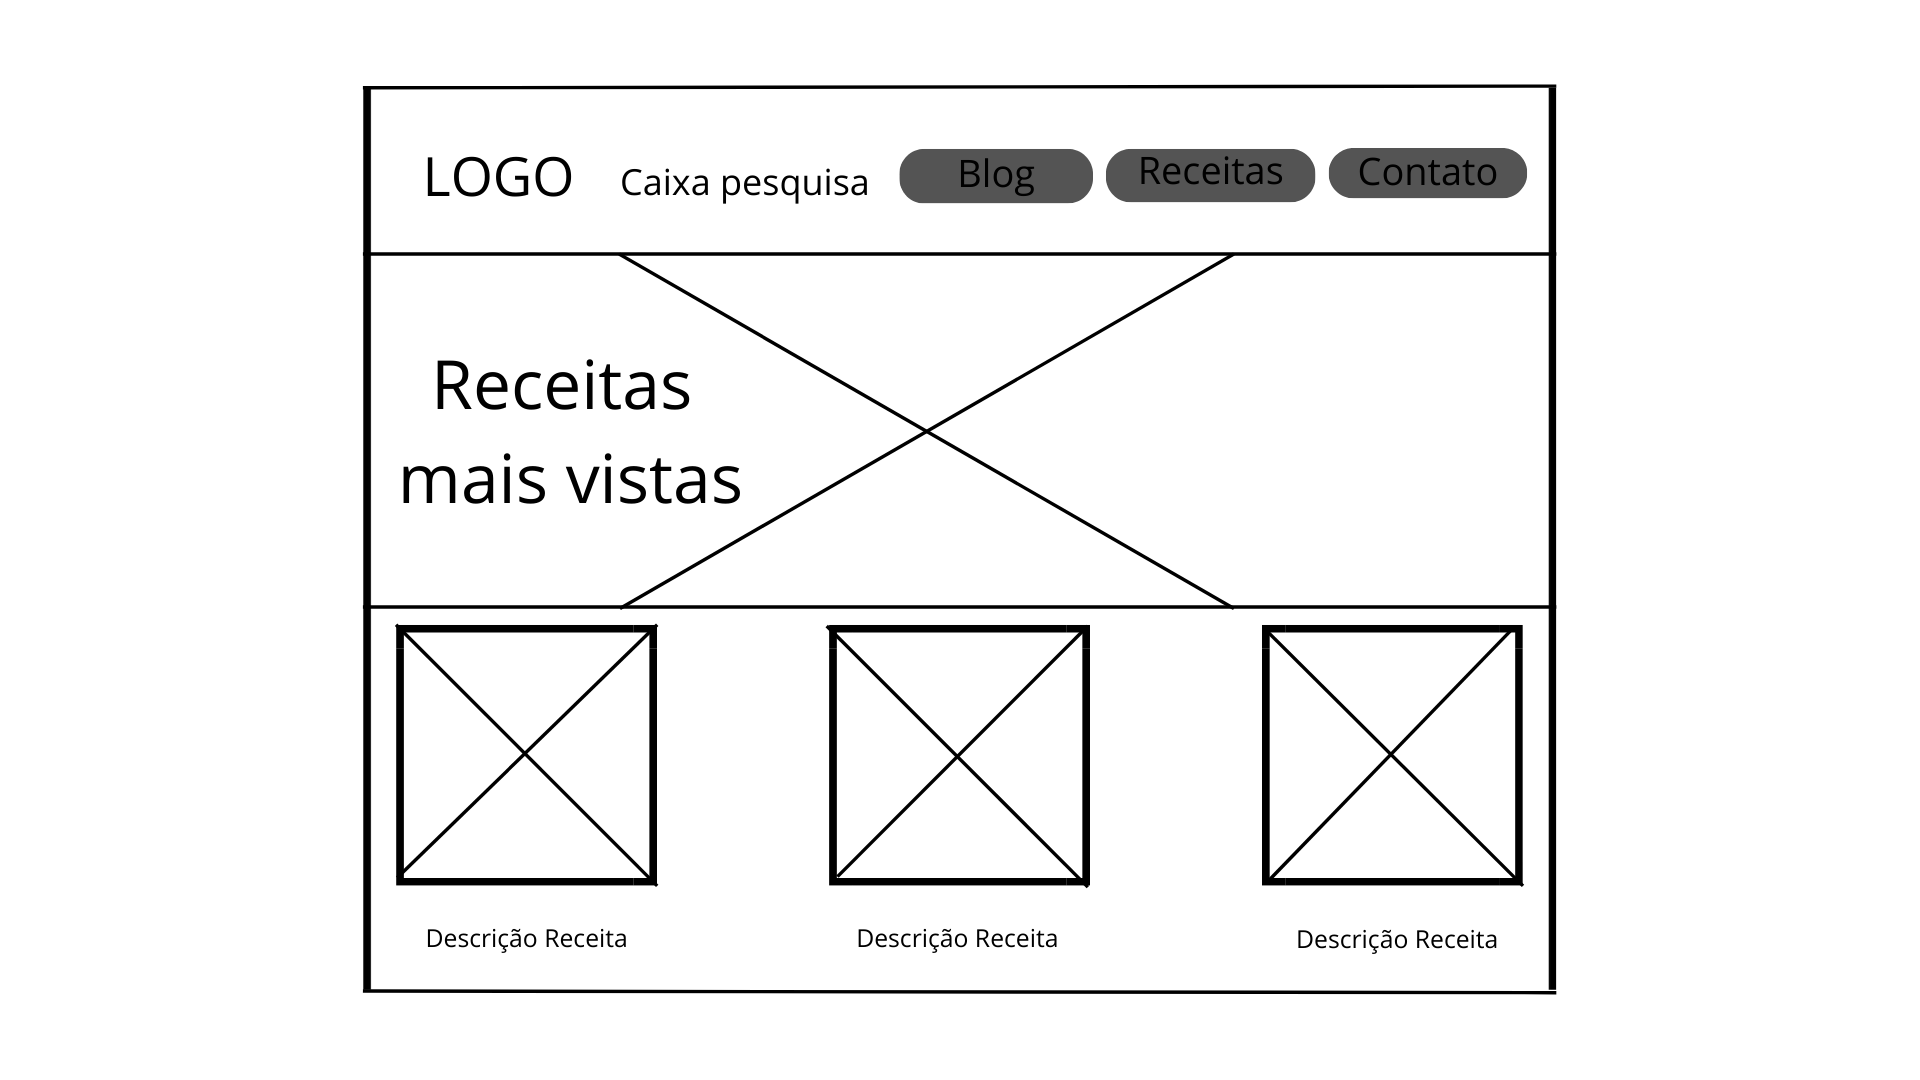 LOGO
Caixa pesquisa
Blog
Receitas
Contato
Receitas
mais vistas
Descrição Receita
Descrição Receita
Descrição Receita